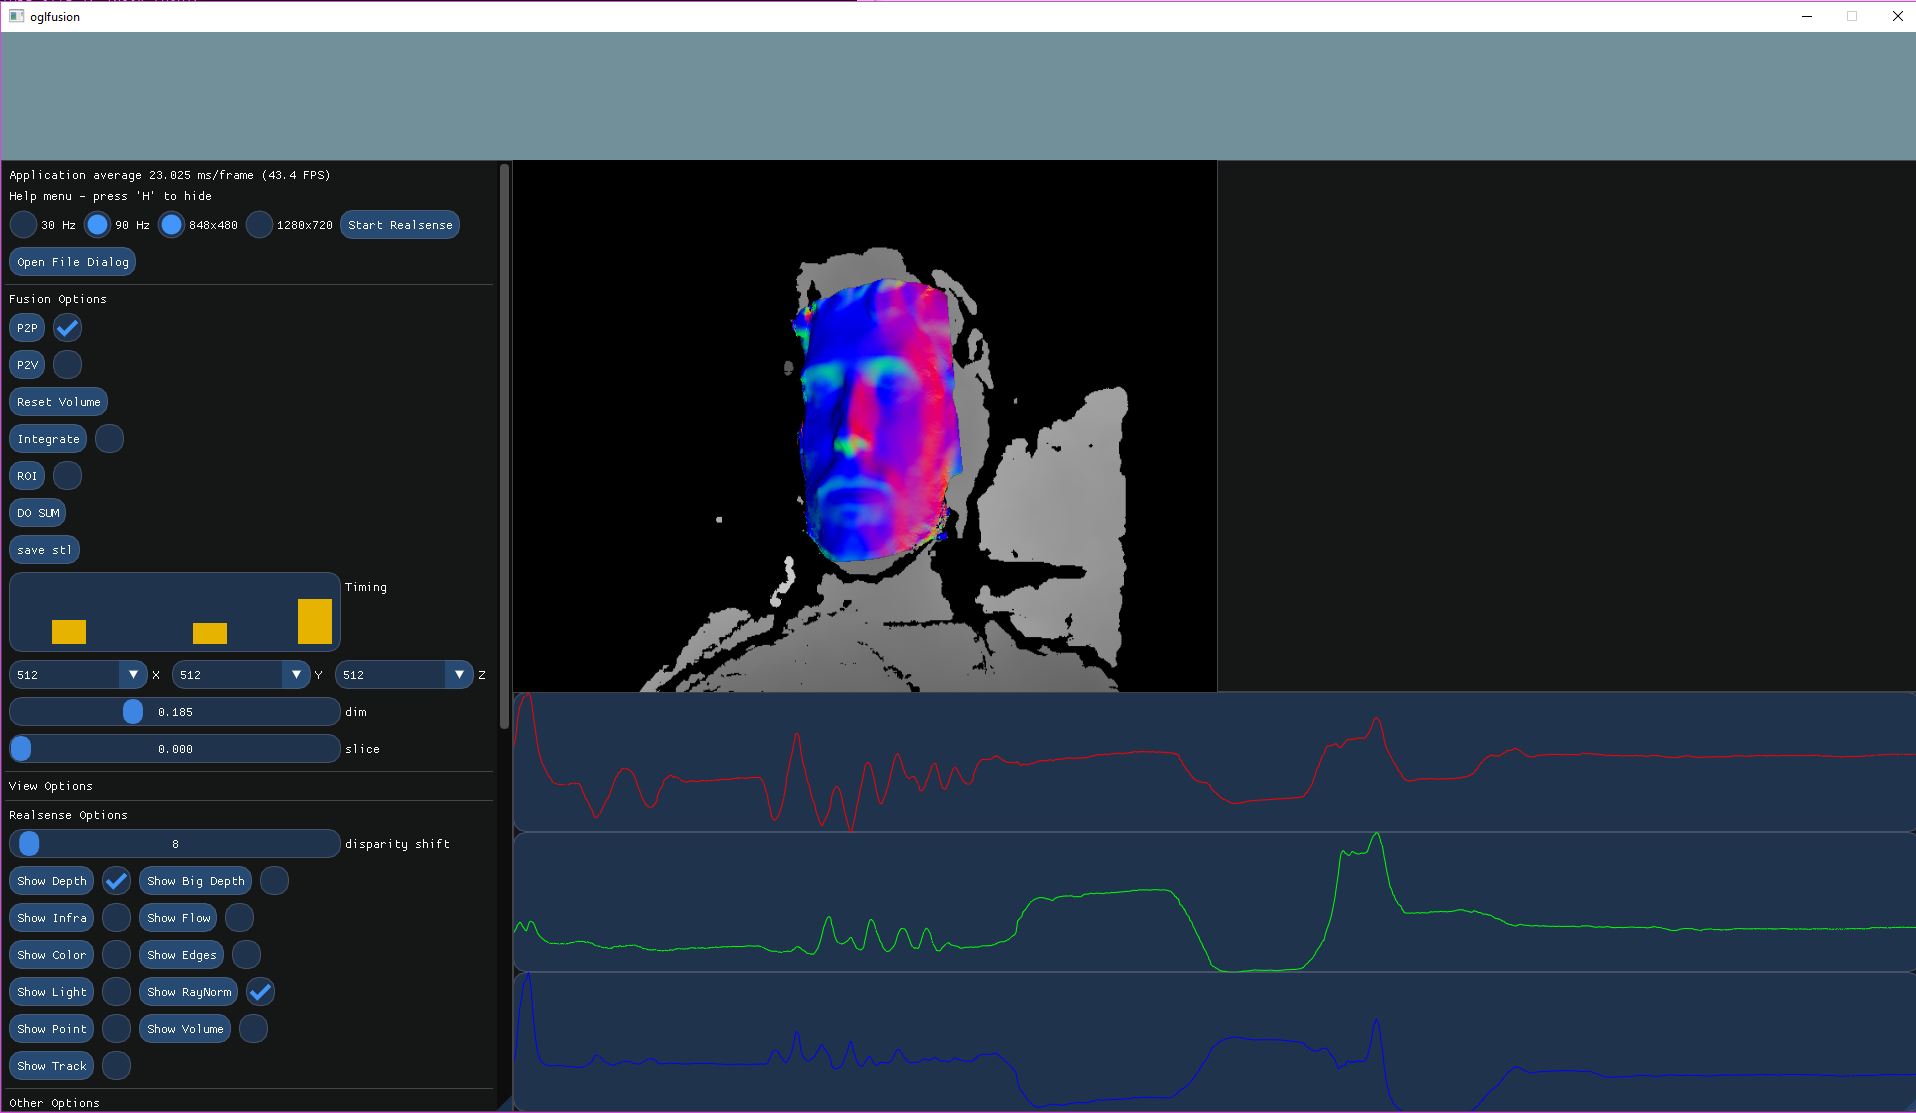 oglfusion
Application average 23.025 ms/frame (43.4 FPS)
Help menu - press 'H' to hide
30 Hz 90 Hz 848x480 1280x720 Start Realsense
Open File Dialog
Fusion Options
P2P
P2V
Reset Volume
Integrate
ROI
DO SUM
save stl
Timing
512 X 512 Y 512 Z
0.185 dim
0.000 slice
View Options
Realsense Options
8 disparity shift
Show Depth Show Big Depth
Show Infra Show Flow
Show Color Show Edges
Show Light Show RayNorm
Show Point Show Volume
Show Track
Other Options